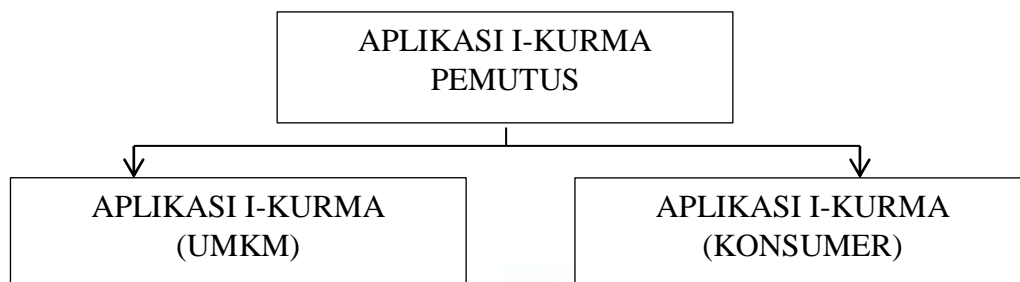 APLIKASI I-KURMA
PEMUTUS
APLIKASI I-KURMA
(UMKM)
APLIKASI I-KURMA
(KONSUMER)